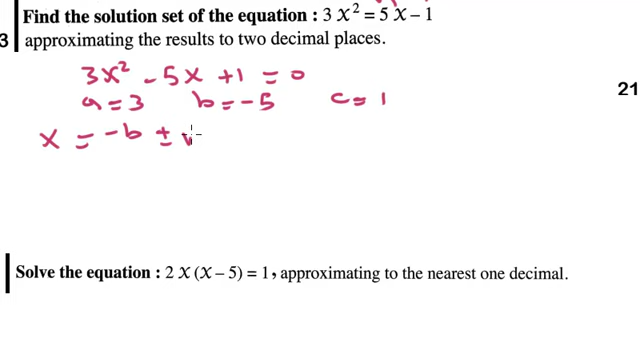 Find the solution set of the equation : 3 X² = 5 X – 1
3 approximating the results to two decimal places.
3x² - 5x + 1 = 0
a = 3 b = -5 c = 1
21
x = -b ±
Solve the equation : 2 X (X – 5) = 1 , approximating to the nearest one decimal.